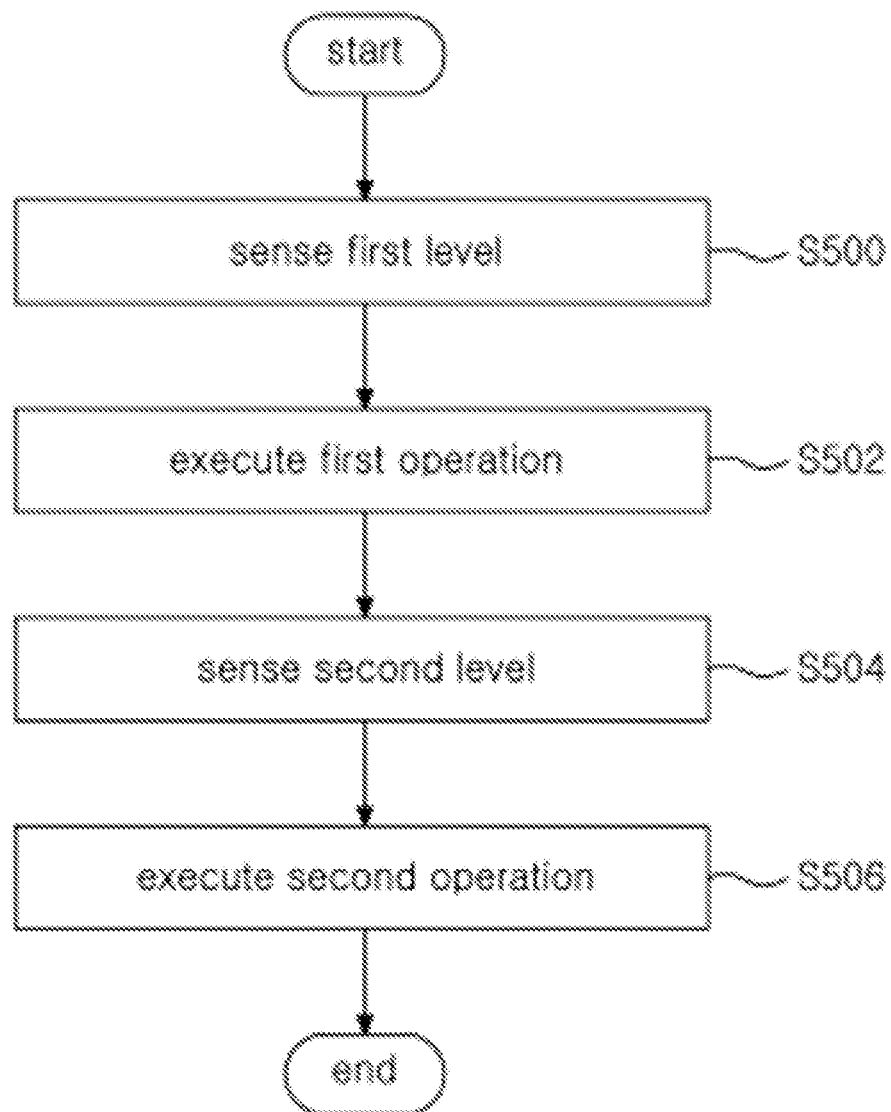 start
sense first level
S500
execute first operation
S502
sense second level
S504
execute second operation
S506
end